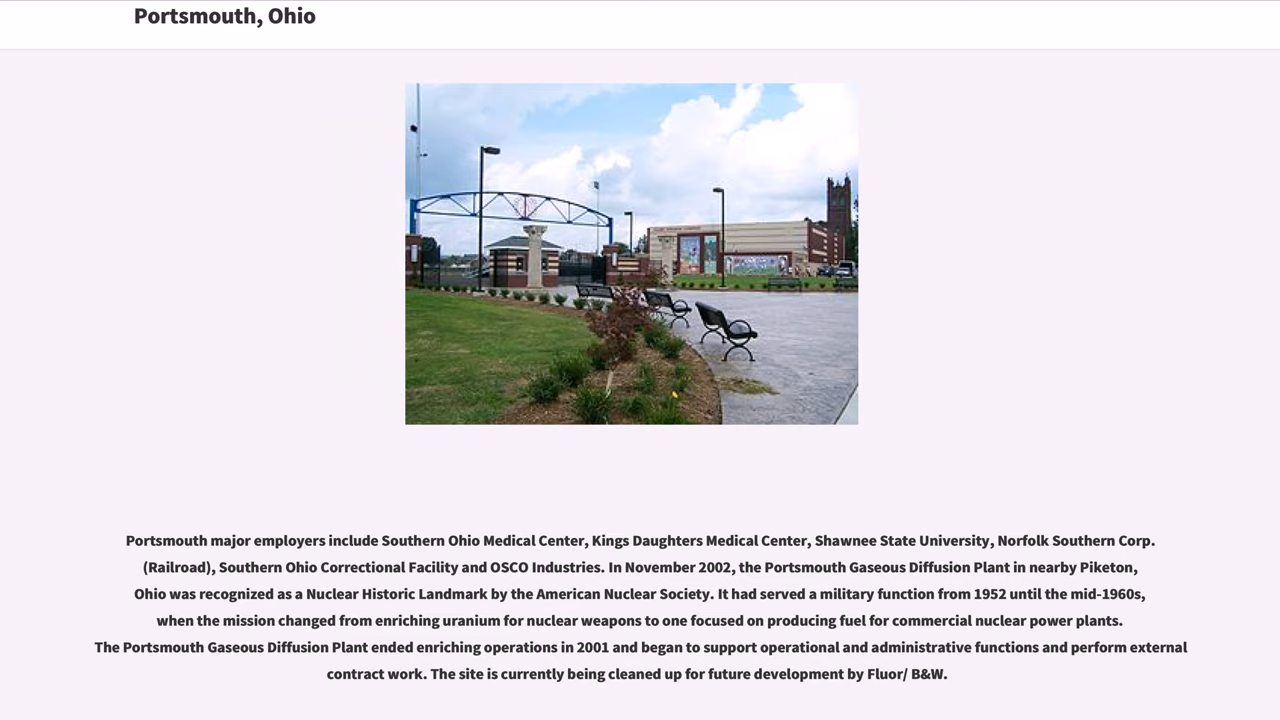 Portsmouth, Ohio
Portsmouth major employers include Southern Ohio Medical Center, Kings Daughters Medical Center, Shawnee State University, Norfolk Southern Corp.
(Railroad), Southern Ohio Correctional Facility and OSCO Industries. In November 2002, the Portsmouth Gaseous Diffusion Plant in nearby Piketon,
Ohio was recognized as a Nuclear Historic Landmark by the American Nuclear Society. It had served a military function from 1952 until the mid-1960s,
when the mission changed from enriching uranium for nuclear weapons to one focused on producing fuel for commercial nuclear power plants.
The Portsmouth Gaseous Diffusion Plant ended enriching operations in 2001 and began to support operational and administrative functions and perform external
contract work. The site is currently being cleaned up for future development by Fluor/ B&W.